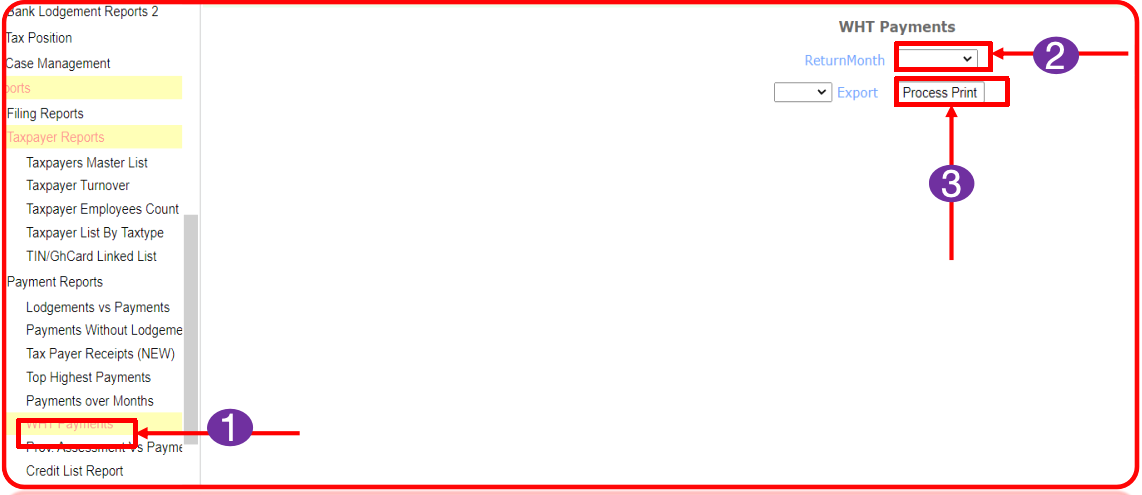 Bank Lodgement Reports 2
Tax Position
Case Management
ports
Filing Reports
Taxpayer Reports
Taxpayers Master List
Taxpayer Turnover
Taxpayer Employees Count
Taxpayer List By Taxtype
TIN/GhCard Linked List
Payment Reports
Lodgements vs Payments
Payments Without Lodgeme
Tax Payer Receipts (NEW)
Top Highest Payments
Payments over Months
WHT Payments
Prov. Assessment Vs Payme
Credit List Report
1
WHT Payments
ReturnMonth
2
Export
Process Print
3